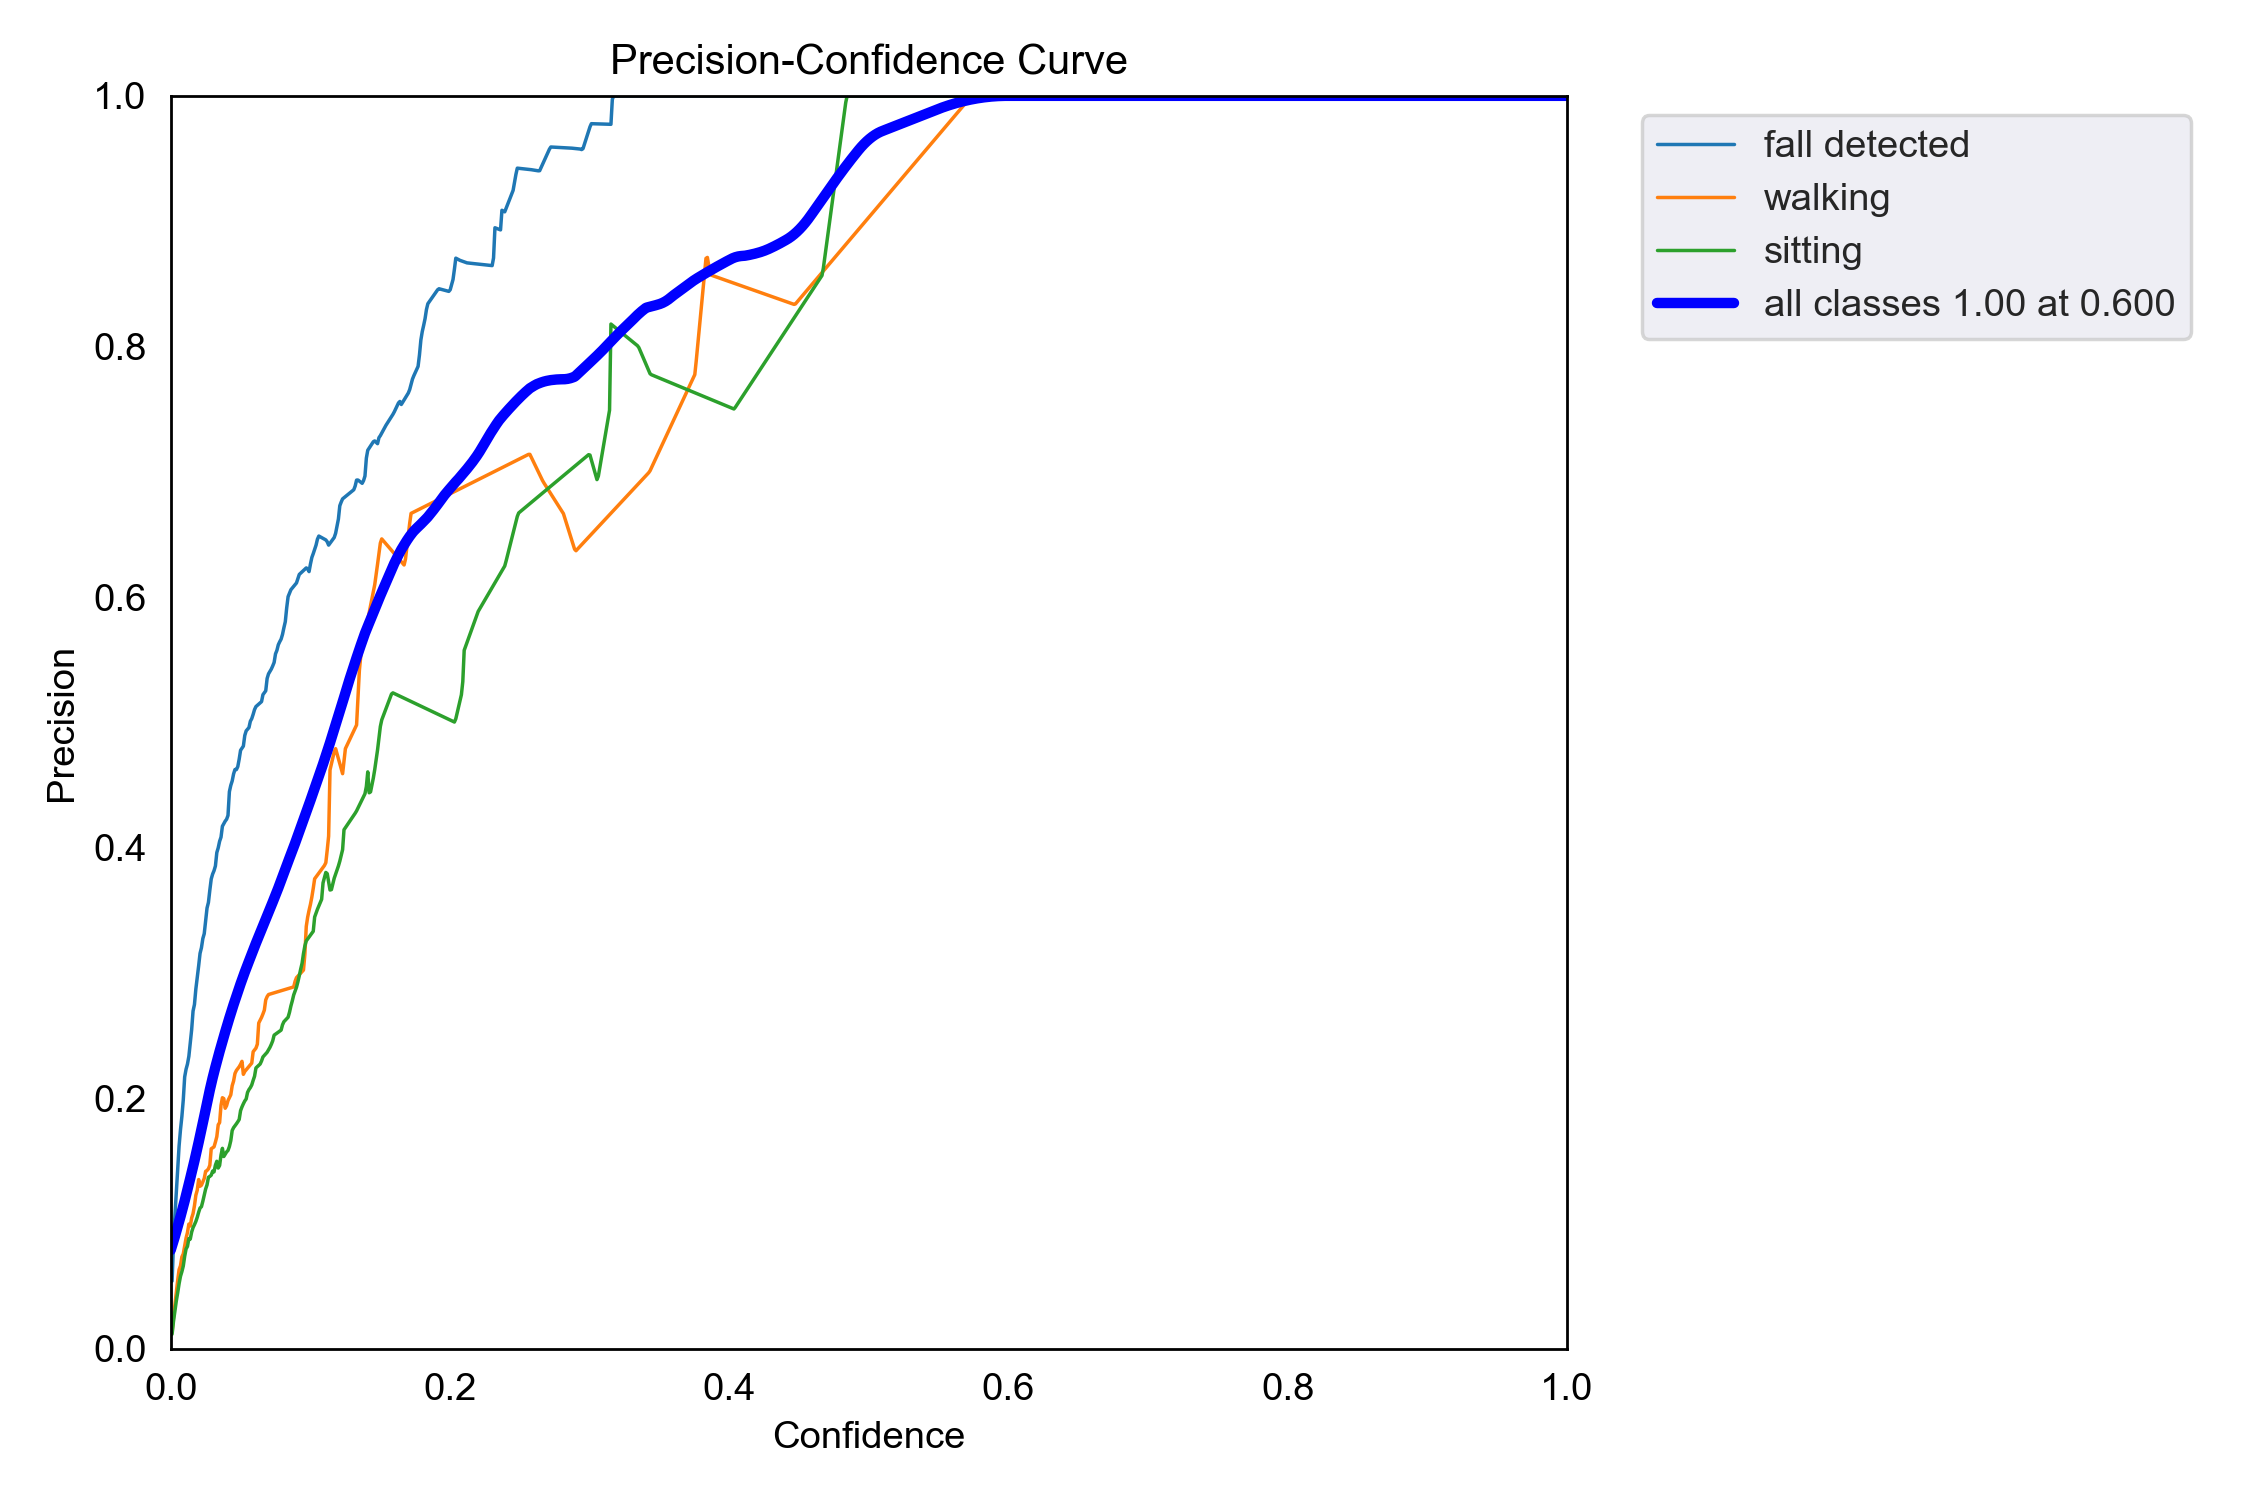 Precision-Confidence Curve
1.0
0.8
0.6
0.4
0.2
0.0
Precision
0.0 0.2 0.4 0.6 0.8 1.0
Confidence
fall detected
walking
sitting
all classes 1.00 at 0.600